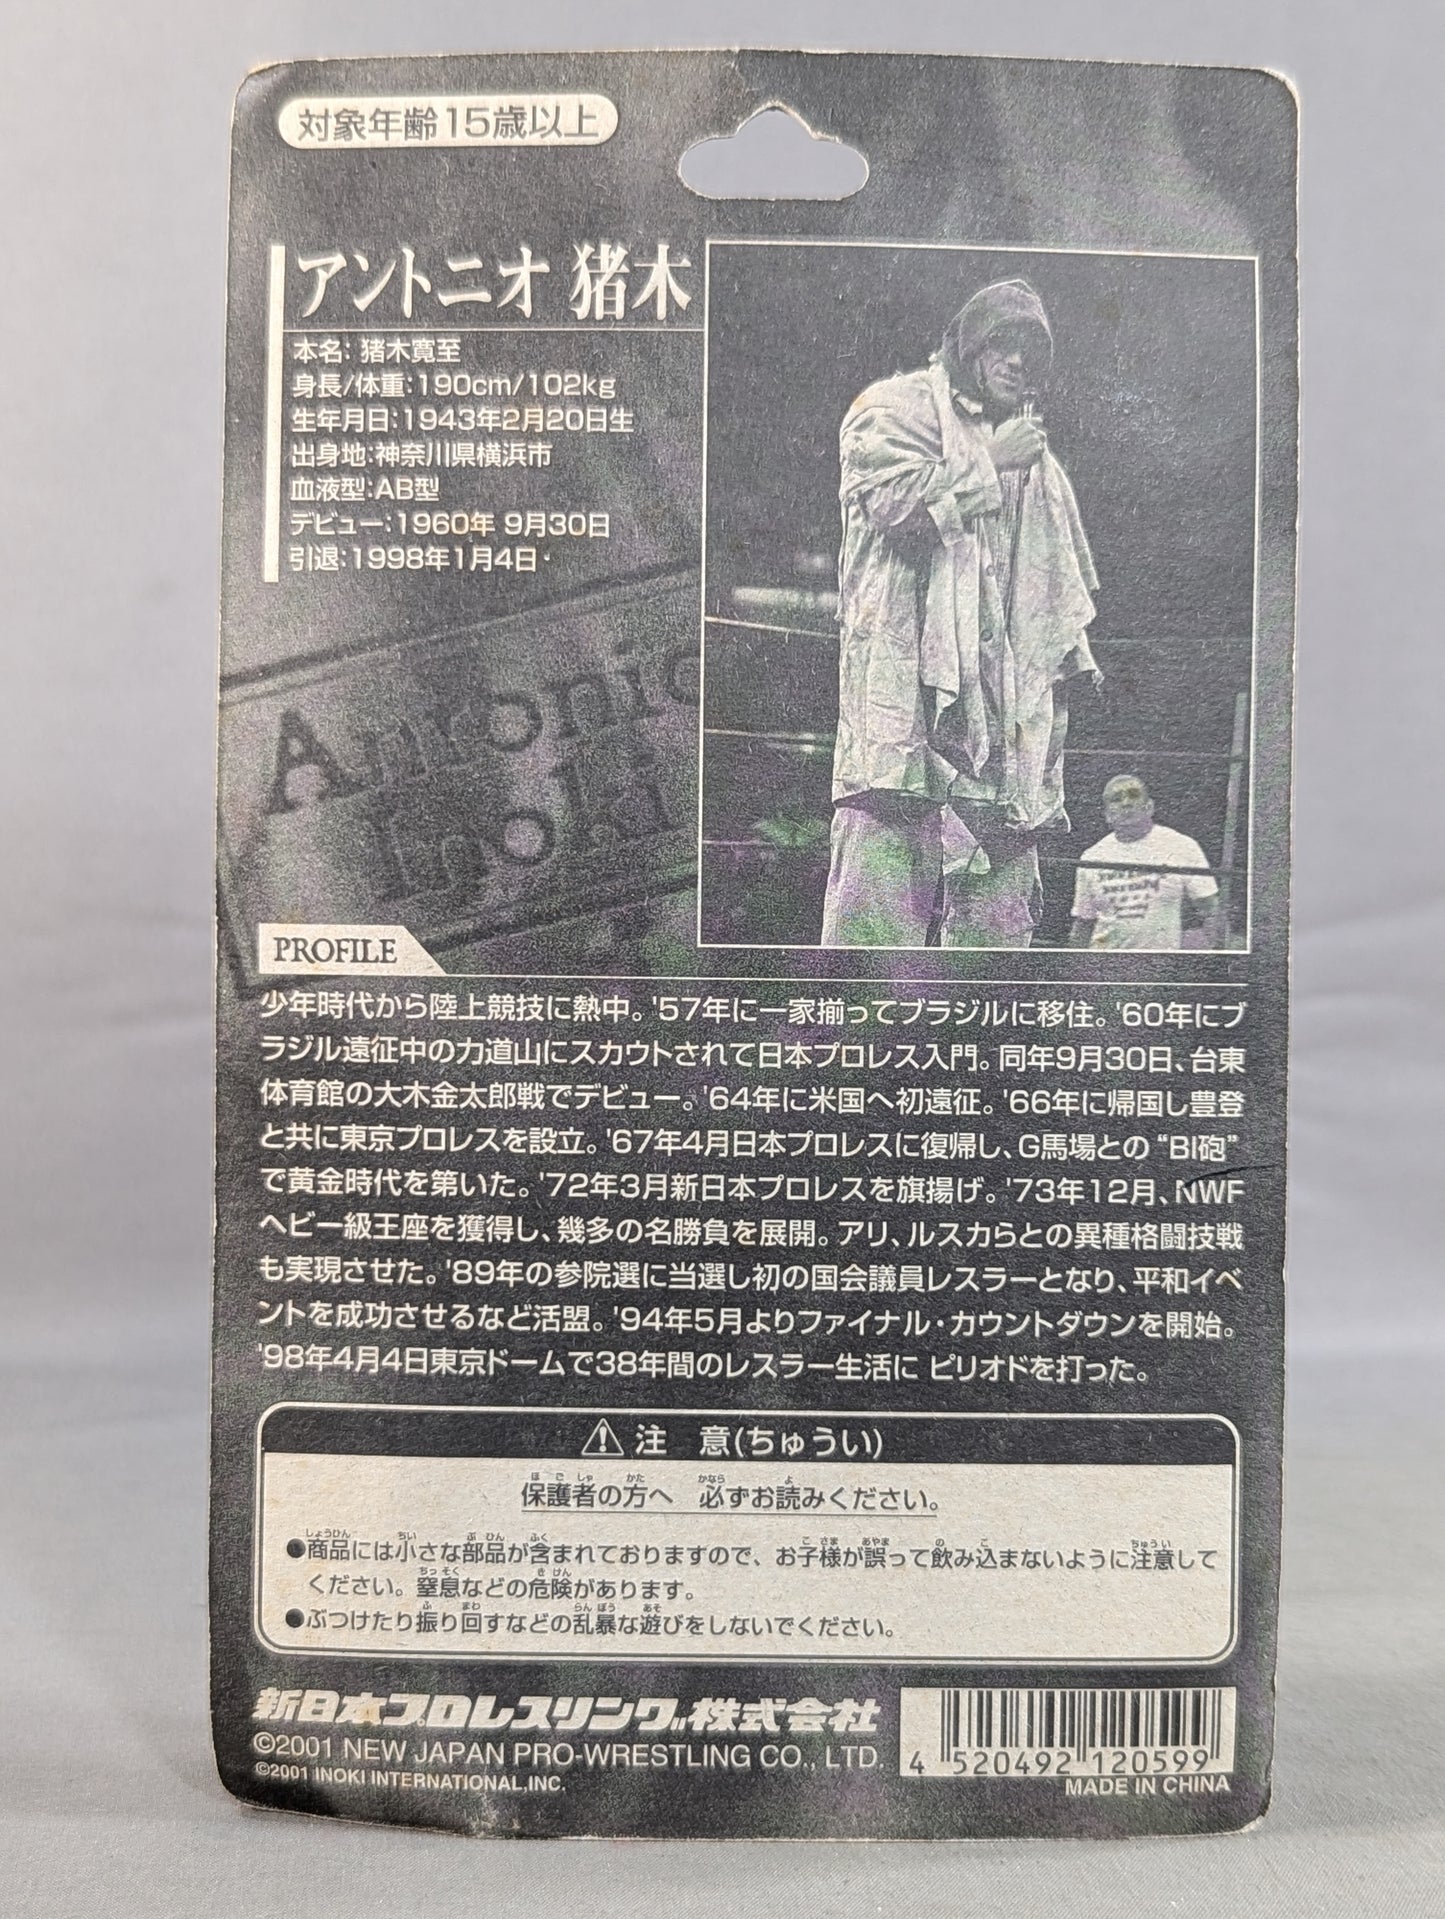 対象年齢15歳以上
アントニオ 猪木
本名: 猪木寛至
身長/体重:190cm/102kg
生年月日:1943年2月20日生
出身地:神奈川県横浜市
血液型:AB型
デビュー:1960年 9月30日
引退:1998年1月4日
Antonio
Inoki
PROFILE
少年時代から陸上競技に熱中。'57年に一家揃ってブラジルに移住。'60年にブ
ラジル遠征中の力道山にスカウトされて日本プロレス入門。同年9月30日、台東
体育館の大木金太郎戦でデビュー。'64年に米国へ初遠征。'66年に帰国し豊登
と共に東京プロレスを設立。'67年4月日本プロレスに復帰し、G馬場との“BI砲”
で黄金時代を築いた。'72年3月新日本プロレスを旗揚げ。'73年12月、NWF
ヘビー級王座を獲得し、幾多の名勝負を展開。アリ、ルスカらとの異種格闘技戦
も実現させた。'89年の参院選に当選し初の国会議員レスラーとなり、平和イベ
ントを成功させるなど活盟。'94年5月よりファイナル・カウントダウンを開始。
'98年4月4日東京ドームで38年間のレスラー生活に ピリオドを打った。
注 意(ちゅうい)
保護者の方へ 必ずお読みください。
●商品には小さな部品が含まれておりますので、お子様が誤って飲み込まないように注意して
ください。窒息などの危険があります。
●ぶつけたり振り回すなどの乱暴な遊びをしないでください。
新日本プロレスリング株式会社
©2001 NEW JAPAN PRO-WRESTLING CO., LTD.
©2001 INOKI INTERNATIONAL,INC.
4 520492 120599
MADE IN CHINA